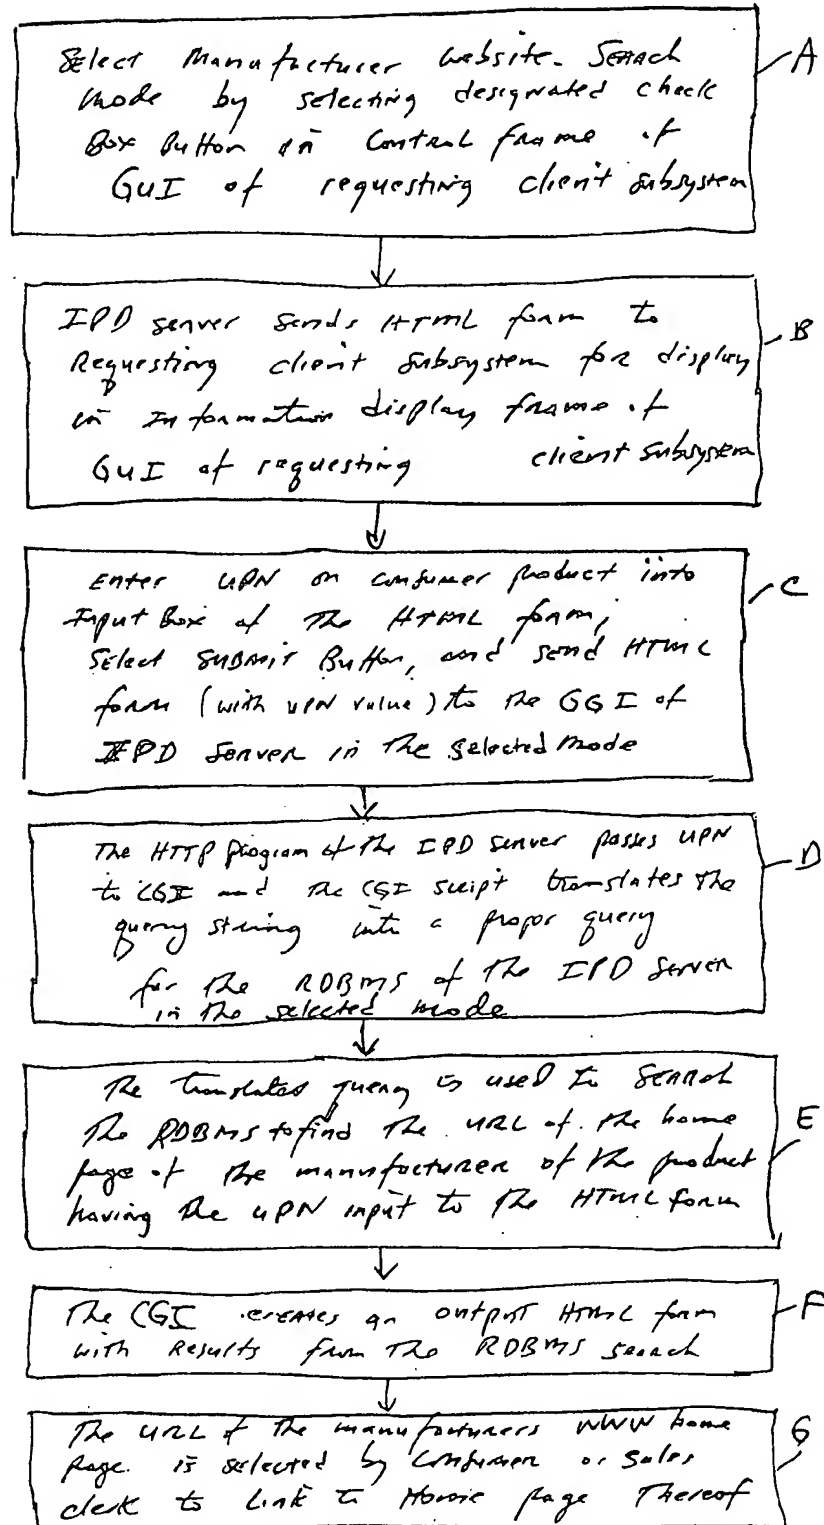 Select Manufacturer Website-Search
Mode by selecting designated check
Box Button in Control frame of
GUI of requesting client subsystem
A
IPD server sends HTML form to
Requesting client subsystem for display
in Information display frame of
GUI of requesting client subsystem
B
Enter UPN on consumer product into
Input Box of The HTML form,
Select SUBMIT Button, and send HTML
form (with UPN value) to the GGI of
IPD Server in The selected Mode
C
The HTTP program of the IPD server passes UPN
to CGI and the CGI script translates the
query string into a proper query
for the RDBMS of the IPD Server
in the selected mode
D
The translated query is used to Search
The RDBMS to find the URL of the home
page of the manufacturer of the product
having the UPN input to the HTML form
E
The CGI creates an output HTML form
with Results from The RDBMS search
F
The URL of the manufacturers WWW home
page. is selected by Consumer or Sales
clerk to Link to Home page Thereof
G